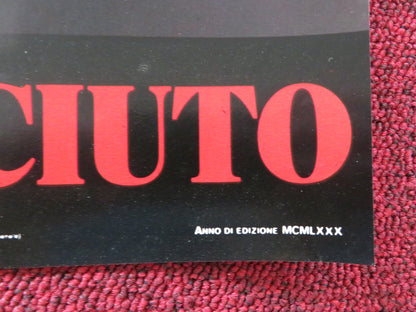 CIUTO
ANNO DI EDIZIONE MCMLXXX